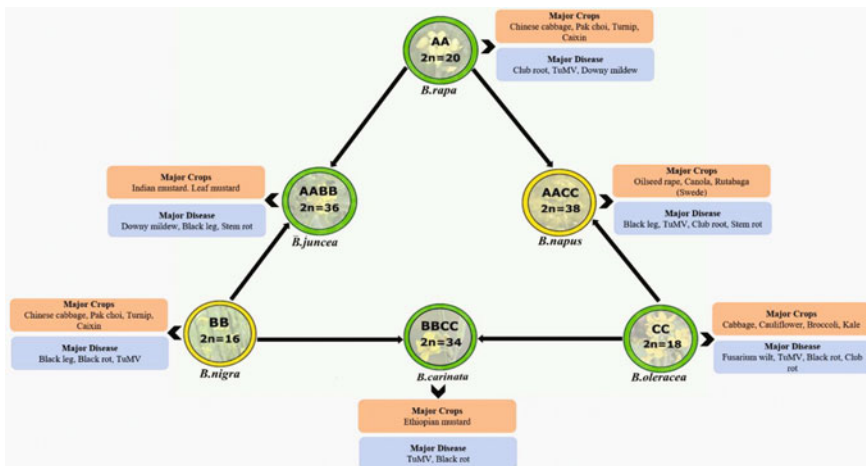 Major Crops
Chinese cabbage, Pak choi, Turnip,
Caixin
Major Disease
Club root, TuMV, Downy mildew
AA
2n=20
B.rapa
Major Crops
Indian mustard. Leaf mustard
Major Disease
Downy mildew, Black leg, Stem rot
AABB
2n=36
B.juncea
AACC
2n=38
B.napus
Major Crops
Oilseed rape, Canola, Rutabaga
(Swede)
Major Disease
Black leg, TuMV, Club root, Stem rot
Major Crops
Chinese cabbage, Pak choi, Turnip,
Caixin
Major Disease
Black leg, Black rot, TuMV
BB
2n=16
B.nigra
BBCC
2n=34
B.carinata
Major Crops
Ethiopian mustard
Major Disease
TuMV, Black rot
CC
2n=18
B.oleracea
Major Crops
Cabbage, Cauliflower, Broccoli, Kale
Major Disease
Fusarium wilt, TuMV, Black rot, Club
rot